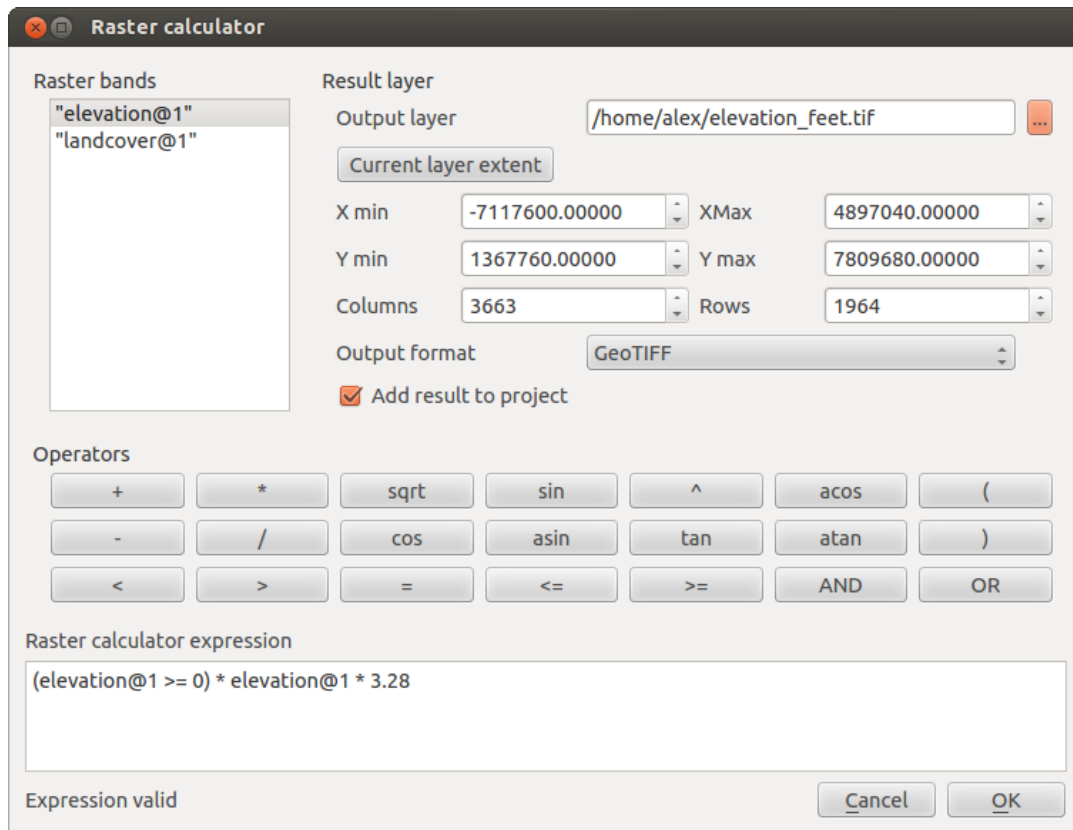 Raster calculator
Raster bands
"elevation@1"
"landcover@1"
Result layer
Output layer /home/alex/elevation_feet.tif ...
Current layer extent
X min -7117600.00000 XMax 4897040.00000
Y min 1367760.00000 Y max 7809680.00000
Columns 3663 Rows 1964
Output format GeoTIFF
Add result to project
Operators
+ * sqrt sin ^ acos (
- / cos asin tan atan )
< > = <= >= AND OR
Raster calculator expression
(elevation@1 >= 0) * elevation@1 * 3.28
Expression valid Cancel OK